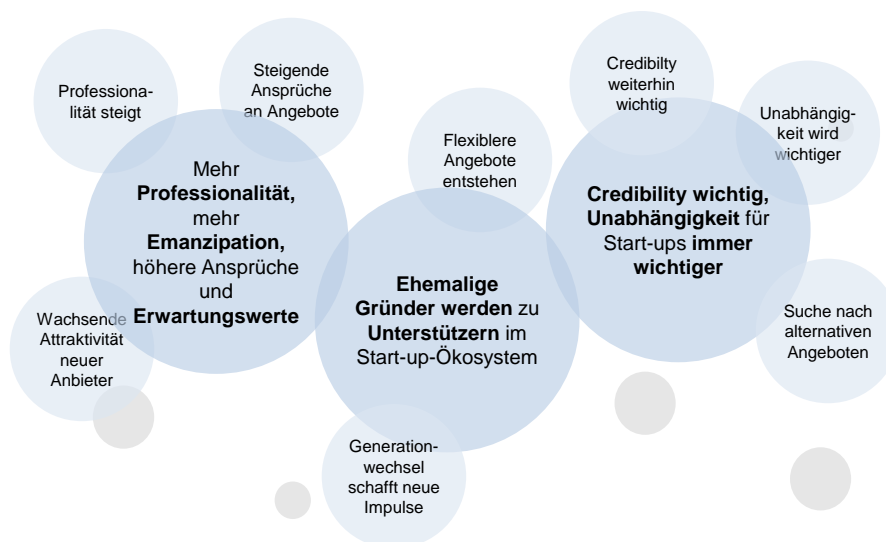 Professiona-
lität steigt
Steigende
Ansprüche
an Angebote
Credibilty
weiterhin
wichtig
Unabhängig-
keit wird
wichtiger
Flexiblere
Angebote
entstehen
Mehr
Professionalität,
mehr
Emanzipation,
höhere Ansprüche
und
Erwartungswerte
Credibility wichtig,
Unabhängigkeit für
Start-ups immer
wichtiger
Ehemalige
Gründer werden zu
Unterstützern im
Start-up-Ökosystem
Wachsende
Attraktivität
neuer
Anbieter
Suche nach
alternativen
Angeboten
Generation-
wechsel
schafft neue
Impulse